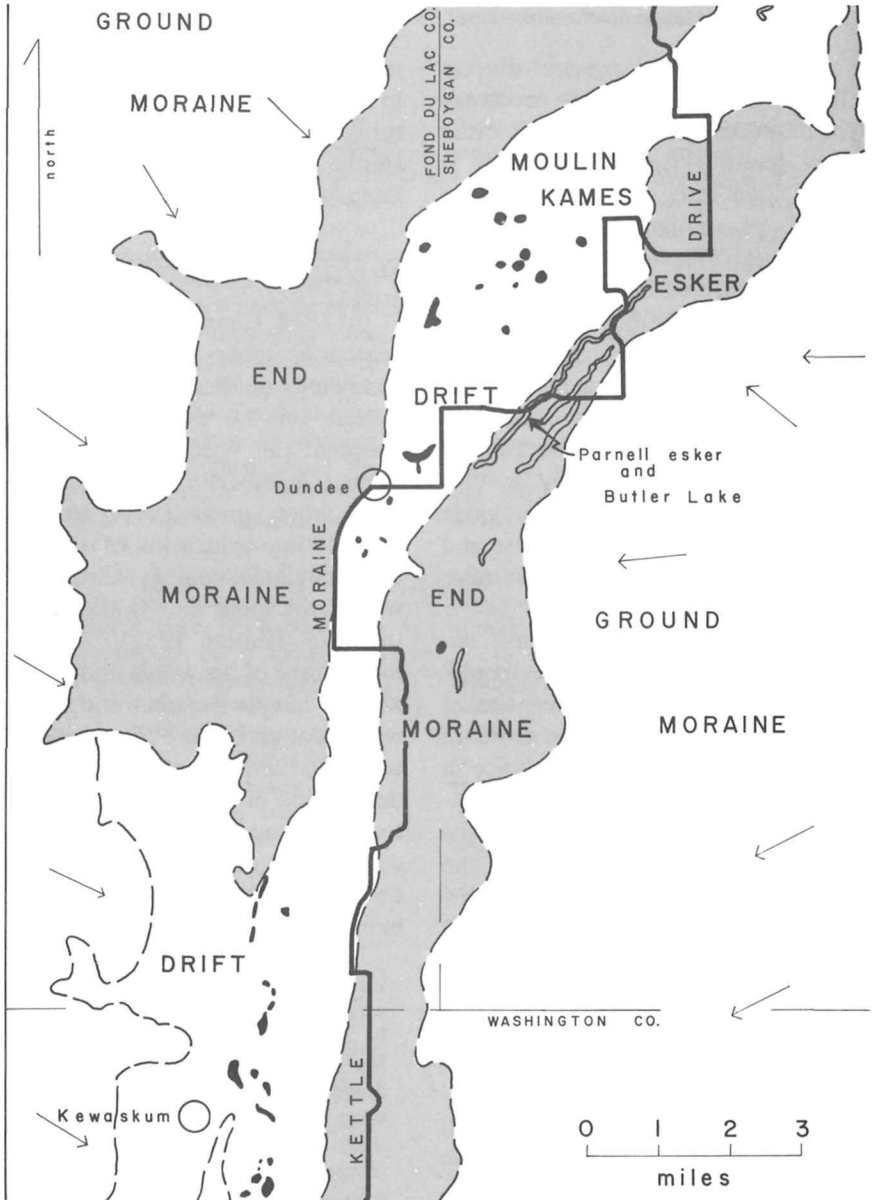 GROUND
MORAINE
north
FOND DU LAC CO.
SHEBOYGAN CO.
MOULIN
KAMES
DRIVE
ESKER
END
DRIFT
Parnell esker
and
Butler Lake
Dundee
MORAINE
MORAINE
END
GROUND
MORAINE
MORAINE
DRIFT
WASHINGTON CO.
KETTLE
Kewaskum
0 1 2 3
miles